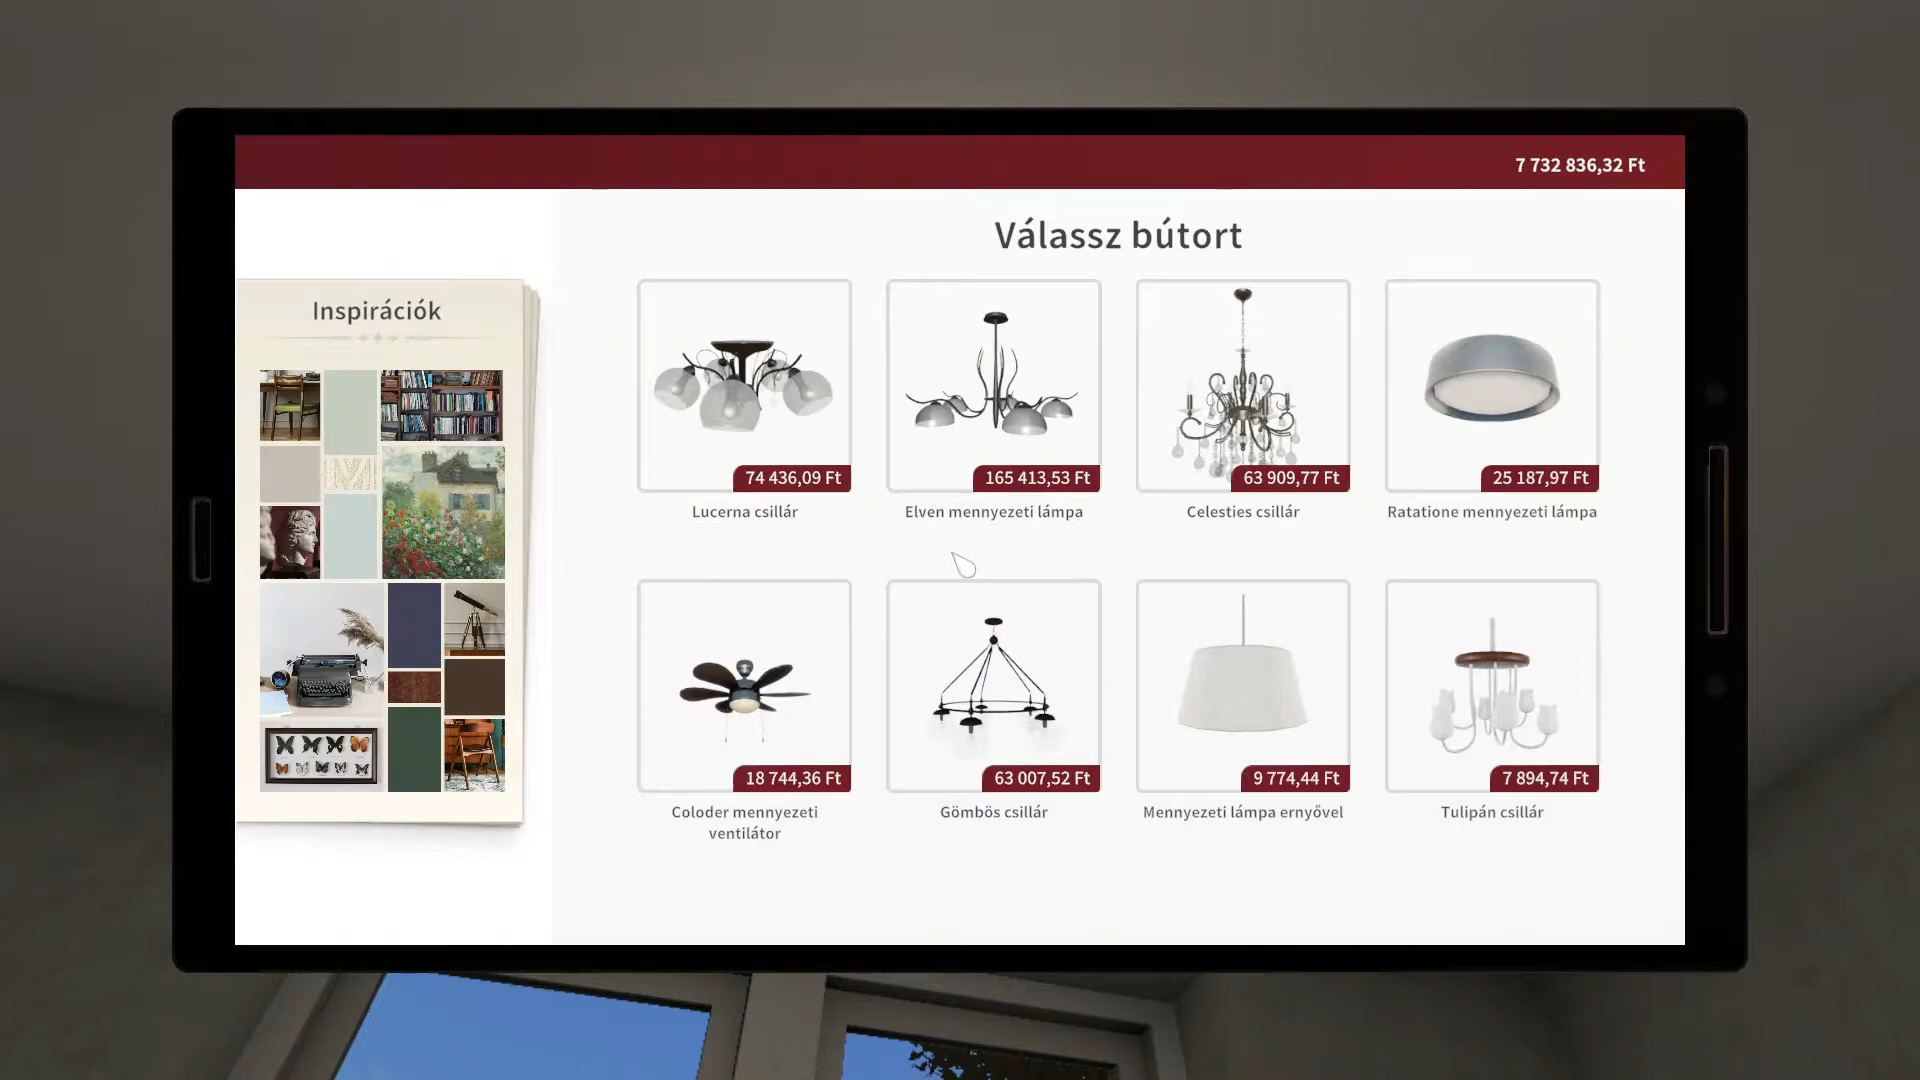 7 732 836,32 Ft
Válassz bútort
Inspirációk
74 436,09 Ft
165 413,53 Ft
63 909,77 Ft
25 187,97 Ft
Lucerna csillár
Elven mennyezeti lámpa
Celesties csillár
Ratatione mennyezeti lámpa
18 744,36 Ft
63 007,52 Ft
9 774,44 Ft
7 894,74 Ft
Coloder mennyezeti
ventilátor
Gömbös csillár
Mennyezeti lámpa ernyővel
Tulipán csillár